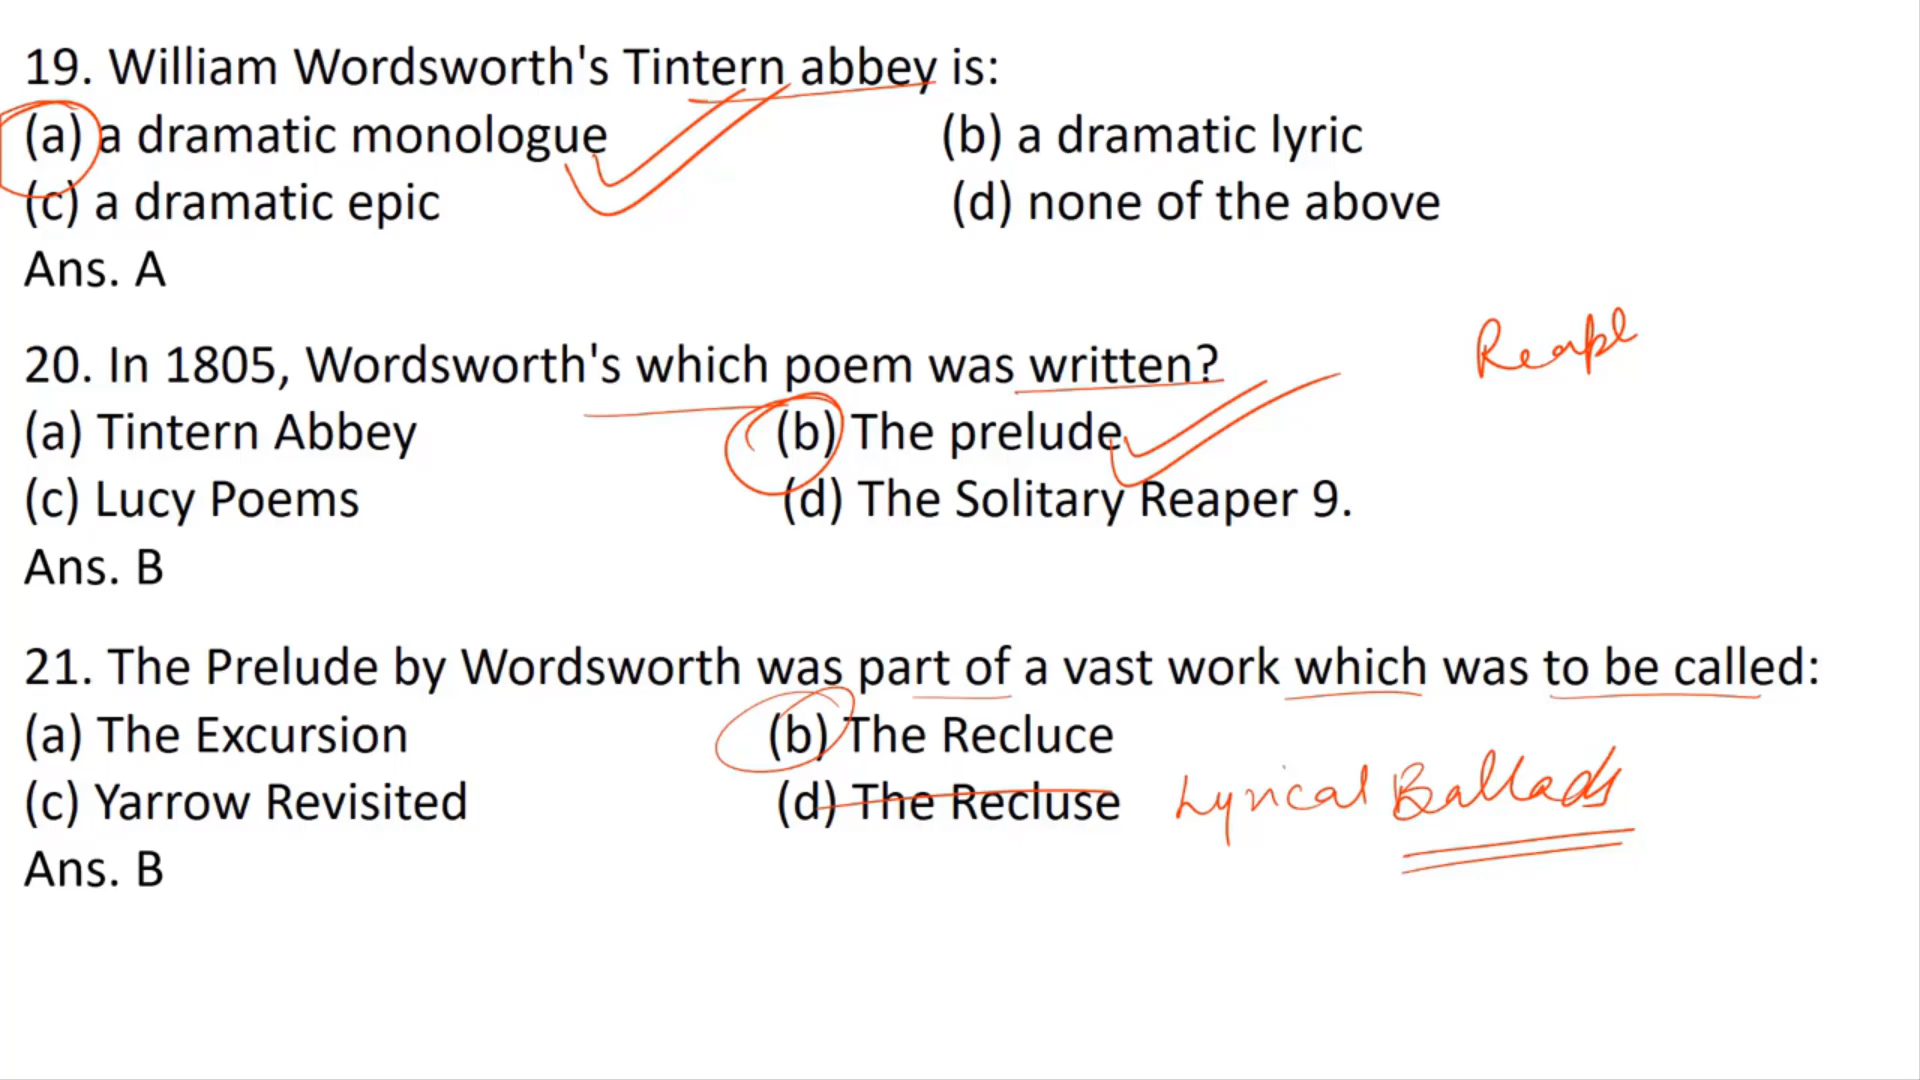 19. William Wordsworth's Tintern abbey is:
(a) a dramatic monologue (b) a dramatic lyric
(c) a dramatic epic (d) none of the above
Ans. A
Reape
20. In 1805, Wordsworth's which poem was written?
(a) Tintern Abbey (b) The prelude
(c) Lucy Poems (d) The Solitary Reaper 9.
Ans. B
21. The Prelude by Wordsworth was part of a vast work which was to be called:
(a) The Excursion (b) The Recluce
(c) Yarrow Revisited (d) The Recluse Lyrical Ballads
Ans. B